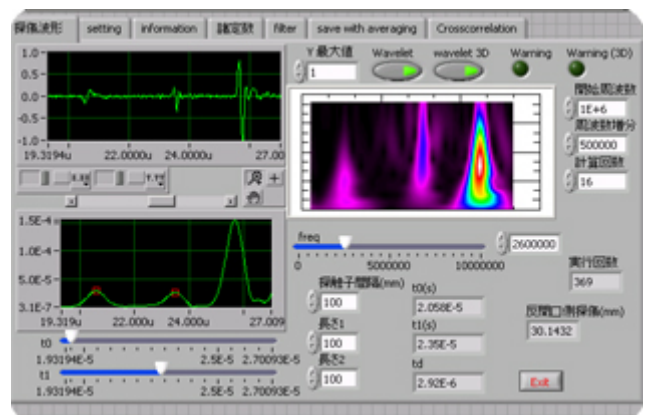 探傷波形 setting information 諸定数 filter save with averaging Crosscorrelation
Y最大値 Wavelet wavelet 3D Warning Warning (3D)
1
1.0-
0.5-
0.0-
-0.5-
-1.0-
19.3194u 22.0000u 24.0000u 27.00
開始周波数
1E+6
周波数増分
500000
計算回数
16
1.5E-4
1.0E-4-
5.0E-5-
3.1E-7-
19.319u 22.000u 24.000u 27.009
freq
0 5000000 10000000
2600000
実行回数
369
探触子間隔(mm)
100
長さ1
100
長さ2
100
t0(s)
2.058E-5
t1(s)
2.35E-5
td
2.92E-6
反開口側探傷(mm)
30.1432
t0
1.93194E-5 2.5E-5 2.70093E-5
t1
1.93194E-5 2.5E-5 2.70093E-5
Exit